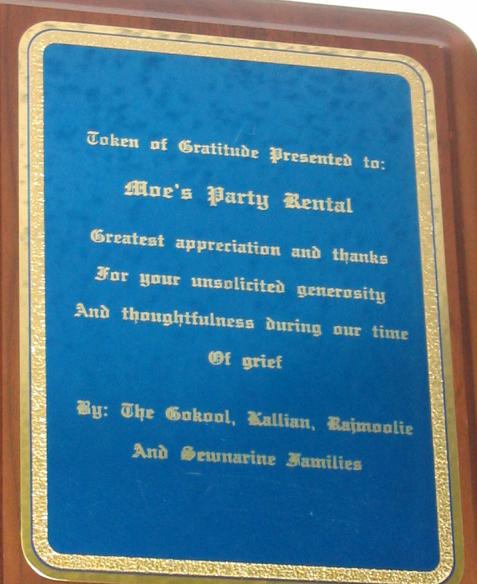 Token of Gratitude Presented to:
Moe's Party Rental
Greatest appreciation and thanks
For your unsolicited generosity
And thoughtfulness during our time
Of grief
By: The Gokool, Kallian, Rajmoolie
And Sewnarine Families